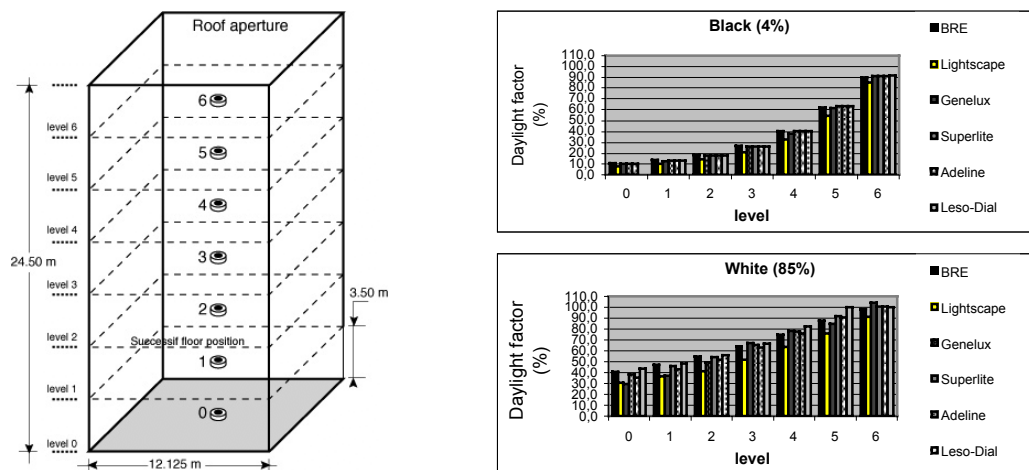 Roof aperture
6
level 6
5
level 5
4
level 4
24.50 m
3
level 3
3.50 m
2
level 2
Successif floor position
1
level 1
0
level 0
12.125 m
Black (4%)
Daylight factor
(%)
110,0
100,0
90,0
80,0
70,0
60,0
50,0
40,0
30,0
20,0
10,0
0,0
0 1 2 3 4 5 6
level
BRE
Lightscape
Genelux
Superlite
Adeline
Leso-Dial
White (85%)
Daylight factor
(%)
110,0
100,0
90,0
80,0
70,0
60,0
50,0
40,0
30,0
20,0
10,0
0,0
0 1 2 3 4 5 6
level
BRE
Lightscape
Genelux
Superlite
Adeline
Leso-Dial